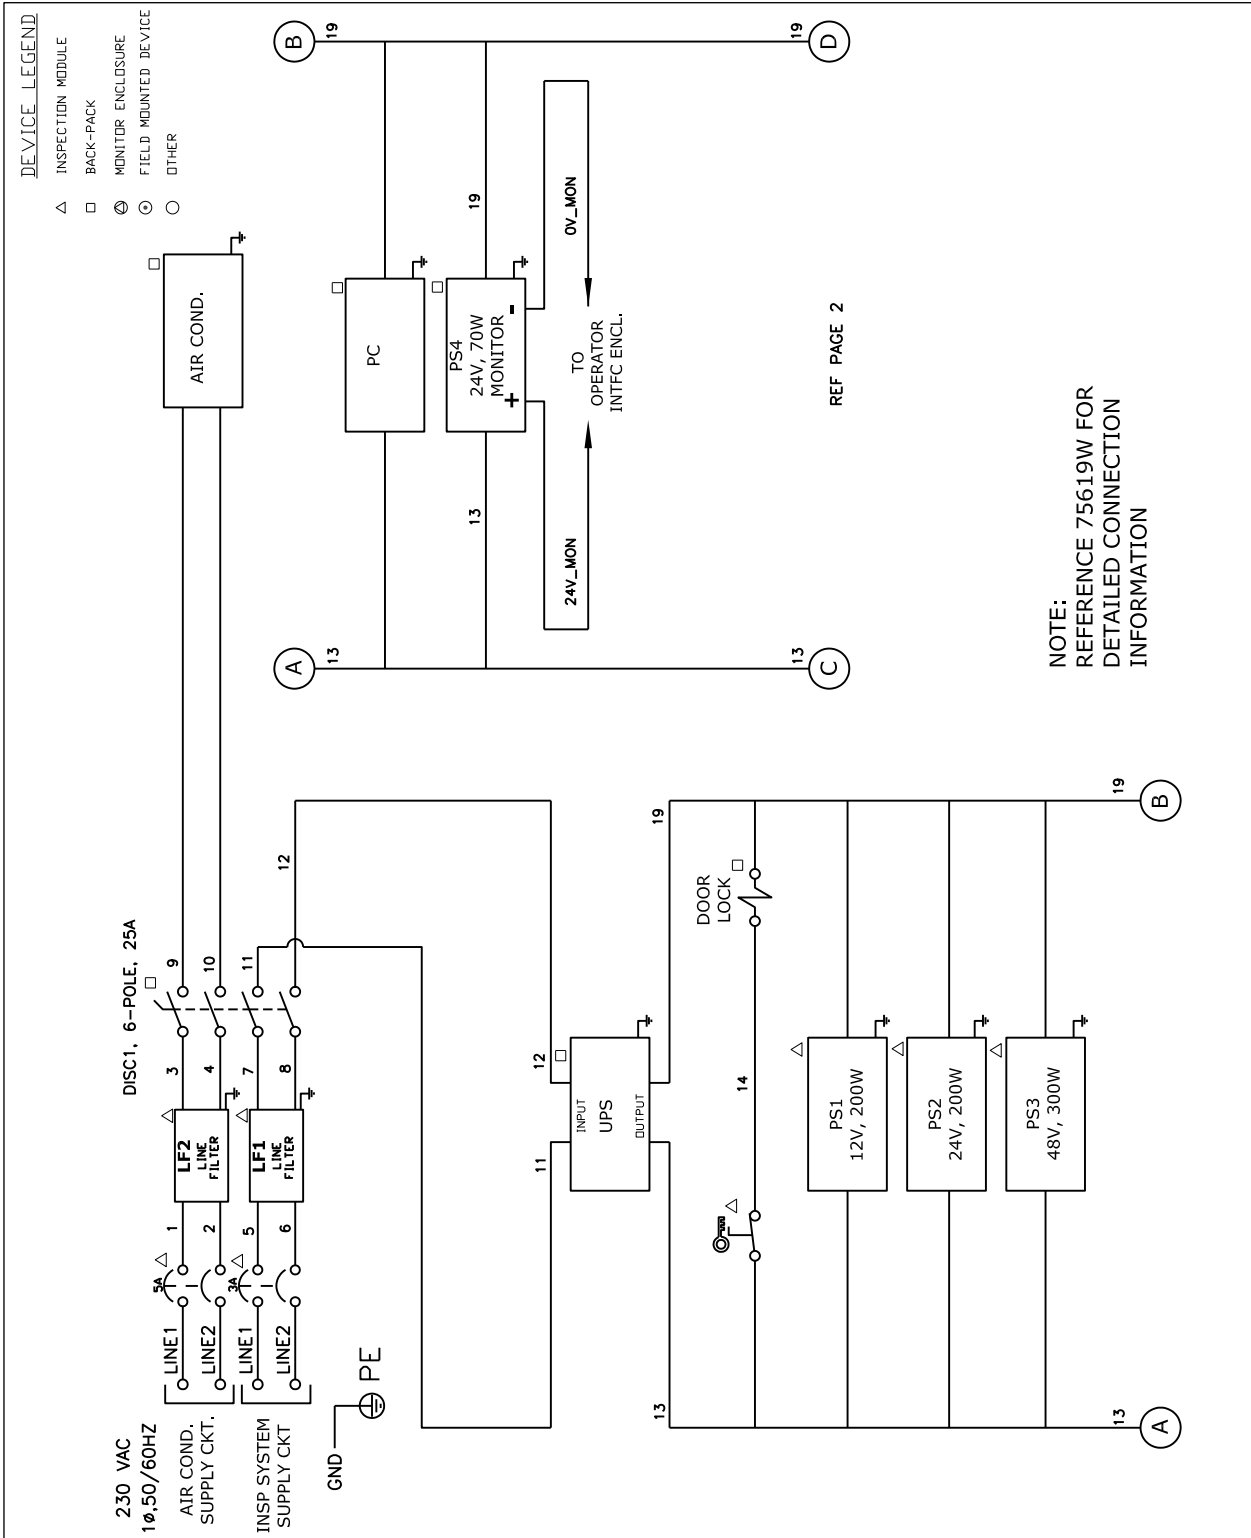 DEVICE LEGEND
INSPECTION MODULE
BACK-PACK
MONITOR ENCLOSURE
FIELD MOUNTED DEVICE
OTHER
230 VAC
1ø,50/60HZ
AIR COND.
SUPPLY CKT.
INSP SYSTEM
SUPPLY CKT
GND
PE
LINE1
LINE2
LINE1
LINE2
5A
3A
1
2
5
6
LF2
LINE
FILTER
LF1
LINE
FILTER
3
4
7
8
DISC1, 6-POLE, 25A
9
10
11
12
AIR COND.
11
12
INPUT
UPS
OUTPUT
13
19
DOOR
LOCK
14
PS1
12V, 200W
PS2
24V, 200W
PS3
48V, 300W
13
19
A
B
A
13
B
19
PC
13
PS4
24V, 70W
MONITOR
+
-
19
24V_MON
0V_MON
TO
OPERATOR
INTFC ENCL.
13
C
19
D
REF PAGE 2
NOTE:
REFERENCE 75619W FOR
DETAILED CONNECTION
INFORMATION